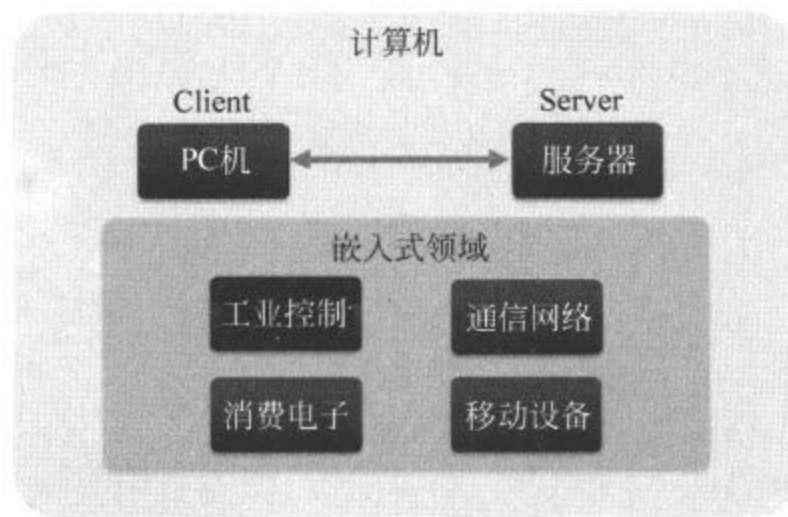 计算机
Client
Server
PC机
服务器
嵌入式领域
工业控制
通信网络
消费电子
移动设备